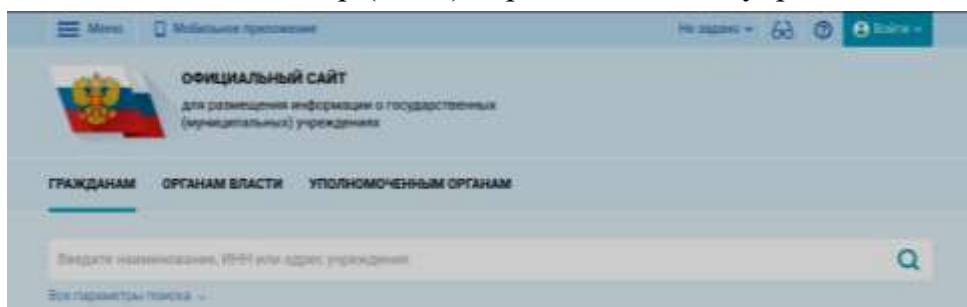 Меню Мобильное приложение Не задано Войти
ОФИЦИАЛЬНЫЙ САЙТ
для размещения информации о государственных
(муниципальных) учреждениях
ГРАЖДАНАМ ОРГАНАМ ВЛАСТИ УПОЛНОМОЧЕННЫМ ОРГАНАМ
Введите наименование, ИНН или адрес учреждения
Все параметры поиска